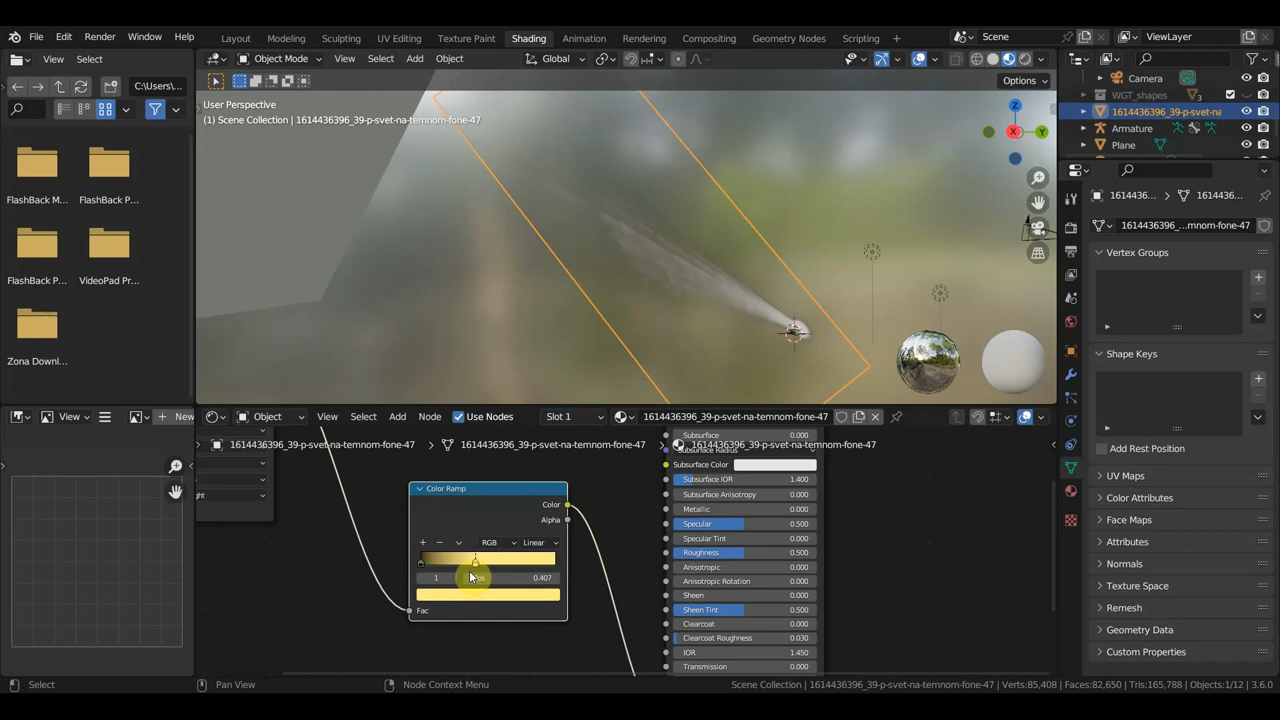 File Edit Render Window Help Layout Modeling Sculpting UV Editing Texture Paint Shading Animation Rendering Compositing Geometry Nodes Scripting Scene ViewLayer
View Select Object Mode View Select Add Object Global
C:\Users\... Options
User Perspective
(1) Scene Collection | 1614436396_39-p-svet-na-temnom-fone-47
Camera
WGT_shapes 3
1614436396_39-p-svet-na-temnom-fone-47
Armature
Plane
Z
X
Y
FlashBack M...
FlashBack P...
FlashBack P...
VideoPad Pr...
Zona Downl...
1614436... 1614436...
1614436396_...mnom-fone-47
Vertex Groups
Shape Keys
Add Rest Position
UV Maps
Color Attributes
Face Maps
Attributes
Normals
Texture Space
Remesh
Geometry Data
Custom Properties
View New Object View Select Add Node Use Nodes Slot 1 1614436396_39-p-svet-na-temnom-fone-47
1614436396_39-p-svet-na-temnom-fone-47 1614436396_39-p-svet-na-temnom-fone-47 1614436396_39-p-svet-na-temnom-fone-47
Color Ramp
Color
Alpha
RGB Linear
1 0.407
Fac
Subsurface 0.000
Subsurface Radius
Subsurface Color
Subsurface IOR 1.400
Subsurface Anisotropy 0.000
Metallic 0.000
Specular 0.500
Specular Tint 0.000
Roughness 0.500
Anisotropic 0.000
Anisotropic Rotation 0.000
Sheen 0.000
Sheen Tint 0.500
Clearcoat 0.000
Clearcoat Roughness 0.030
IOR 1.450
Transmission 0.000
Select Pan View Node Context Menu Scene Collection | 1614436396_39-p-svet-na-temnom-fone-47 | Verts:85,408 | Faces:82,650 | Tris:165,788 | Objects:1/12 | 3.6.0